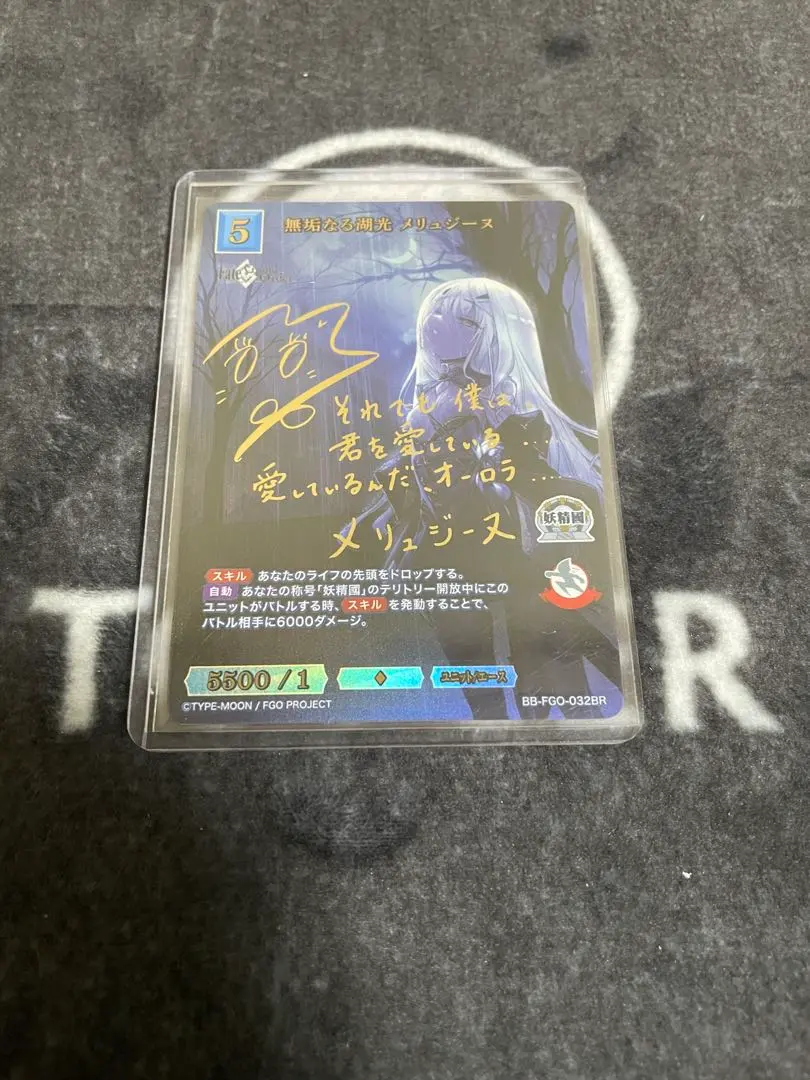 5
無垢なる湖光 メリュジーヌ
Fate
それでも僕は、
君を愛している…
愛しているんだ、オーロラ……
メリュジーヌ
妖精國
スキル あなたのライフの先頭をドロップする。
自動 あなたの称号「妖精國」のテリトリー開放中にこの
ユニットがバトルする時、スキルを発動することで、
バトル相手に6000ダメージ。
5500 / 1
ユニット/エース
©TYPE-MOON / FGO PROJECT
BB-FGO-032BR
T
R